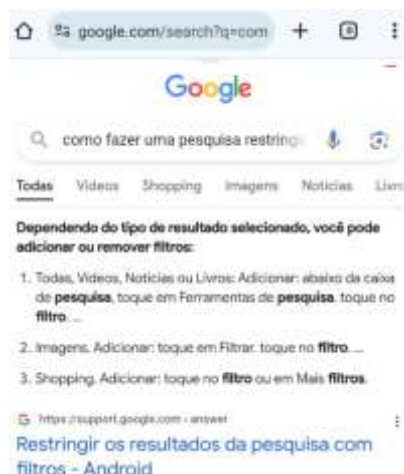 google.com/search?q=com
Google
como fazer uma pesquisa restring
Todas Vídeos Shopping Imagens Notícias Livro
Dependendo do tipo de resultado selecionado, você pode
adicionar ou remover filtros:
1. Todas, Vídeos, Notícias ou Livros: Adicionar: abaixo da caixa
de pesquisa, toque em Ferramentas de pesquisa. toque no
filtro. ...
2. Imagens. Adicionar: toque em Filtrar. toque no filtro. ...
3. Shopping. Adicionar: toque no filtro ou em Mais filtros.
https://support.google.com › answer
Restringir os resultados da pesquisa com
filtros - Android